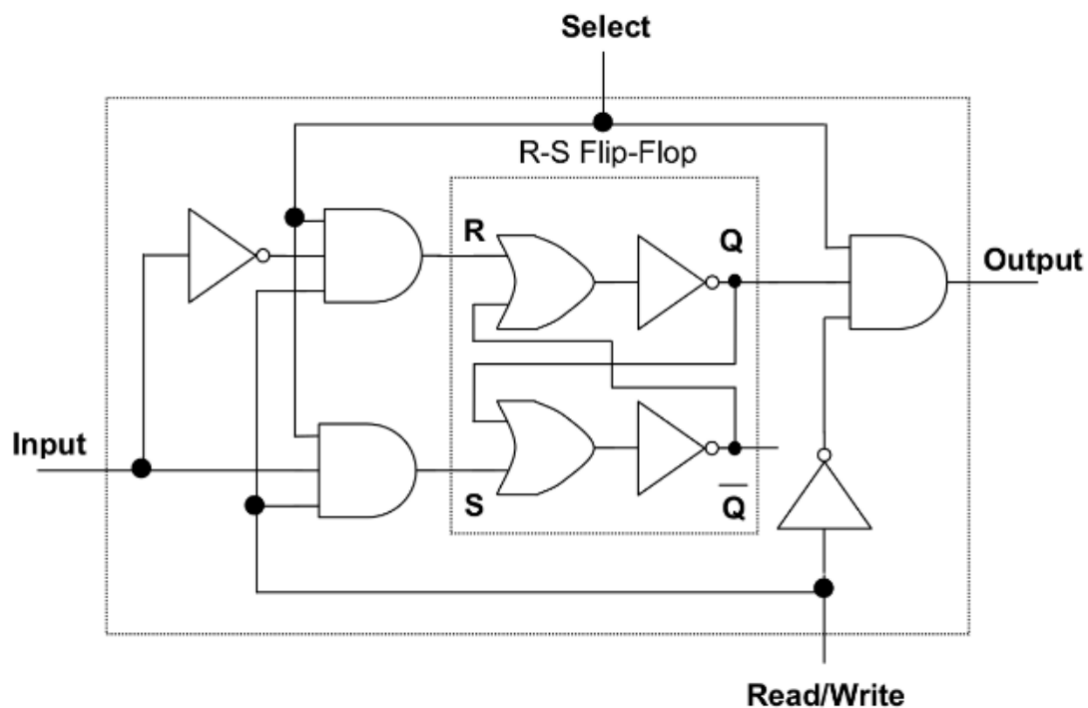 Select
R-S Flip-Flop
R
Q
Output
Input
S
Q̅
Read/Write